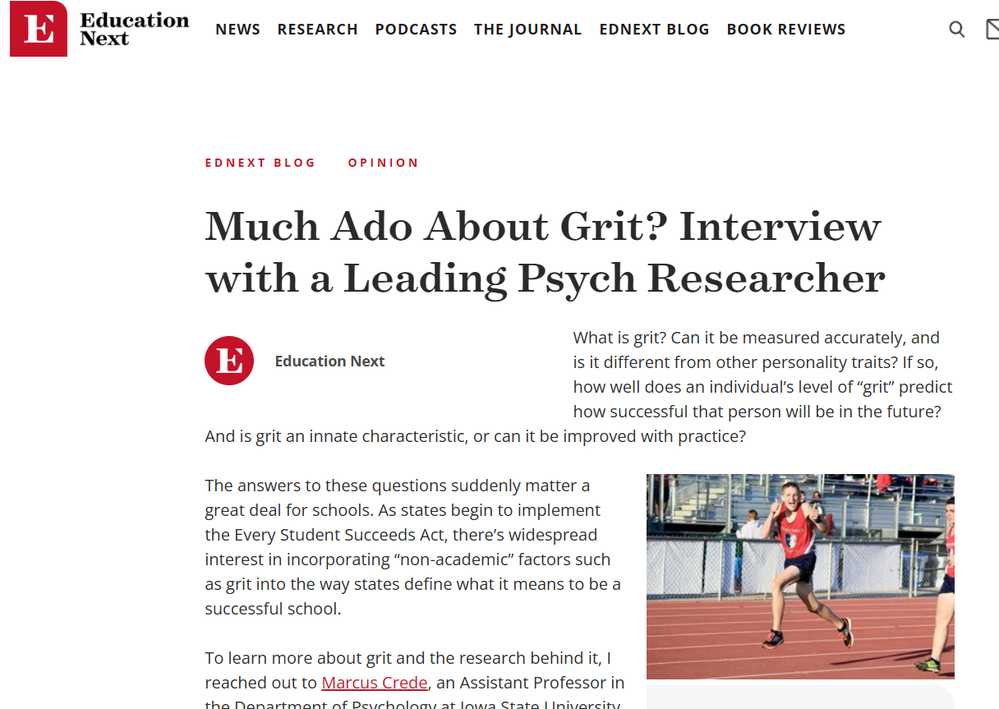 Education
Next
NEWS RESEARCH PODCASTS THE JOURNAL EDNEXT BLOG BOOK REVIEWS
EDNEXT BLOG OPINION
Much Ado About Grit? Interview
with a Leading Psych Researcher
Education Next
What is grit? Can it be measured accurately, and
is it different from other personality traits? If so,
how well does an individual’s level of “grit” predict
how successful that person will be in the future?
And is grit an innate characteristic, or can it be improved with practice?
The answers to these questions suddenly matter a
great deal for schools. As states begin to implement
the Every Student Succeeds Act, there’s widespread
interest in incorporating “non-academic” factors such
as grit into the way states define what it means to be a
successful school.
To learn more about grit and the research behind it, I
reached out to Marcus Crede, an Assistant Professor in
the Department of Psychology at Iowa State University